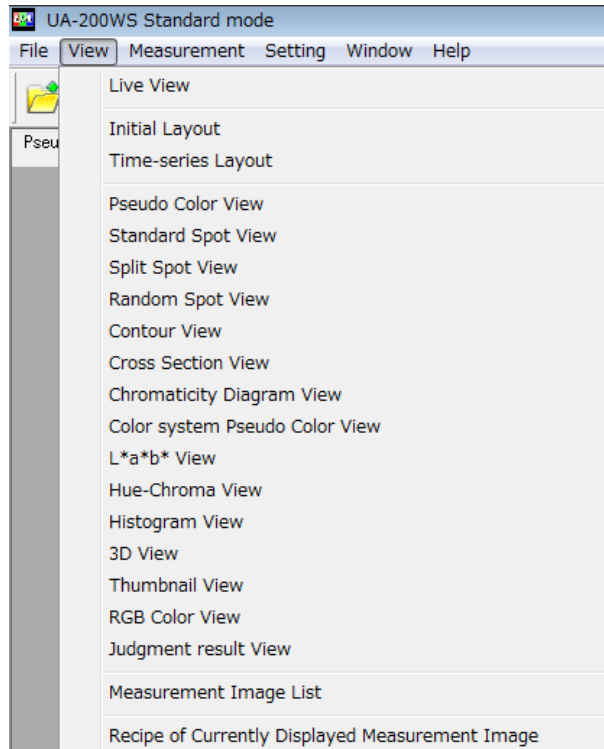 UA-200WS Standard mode
File View Measurement Setting Window Help
Live View
Initial Layout
Pseu
Time-series Layout
Pseudo Color View
Standard Spot View
Split Spot View
Random Spot View
Contour View
Cross Section View
Chromaticity Diagram View
Color system Pseudo Color View
L*a*b* View
Hue-Chroma View
Histogram View
3D View
Thumbnail View
RGB Color View
Judgment result View
Measurement Image List
Recipe of Currently Displayed Measurement Image